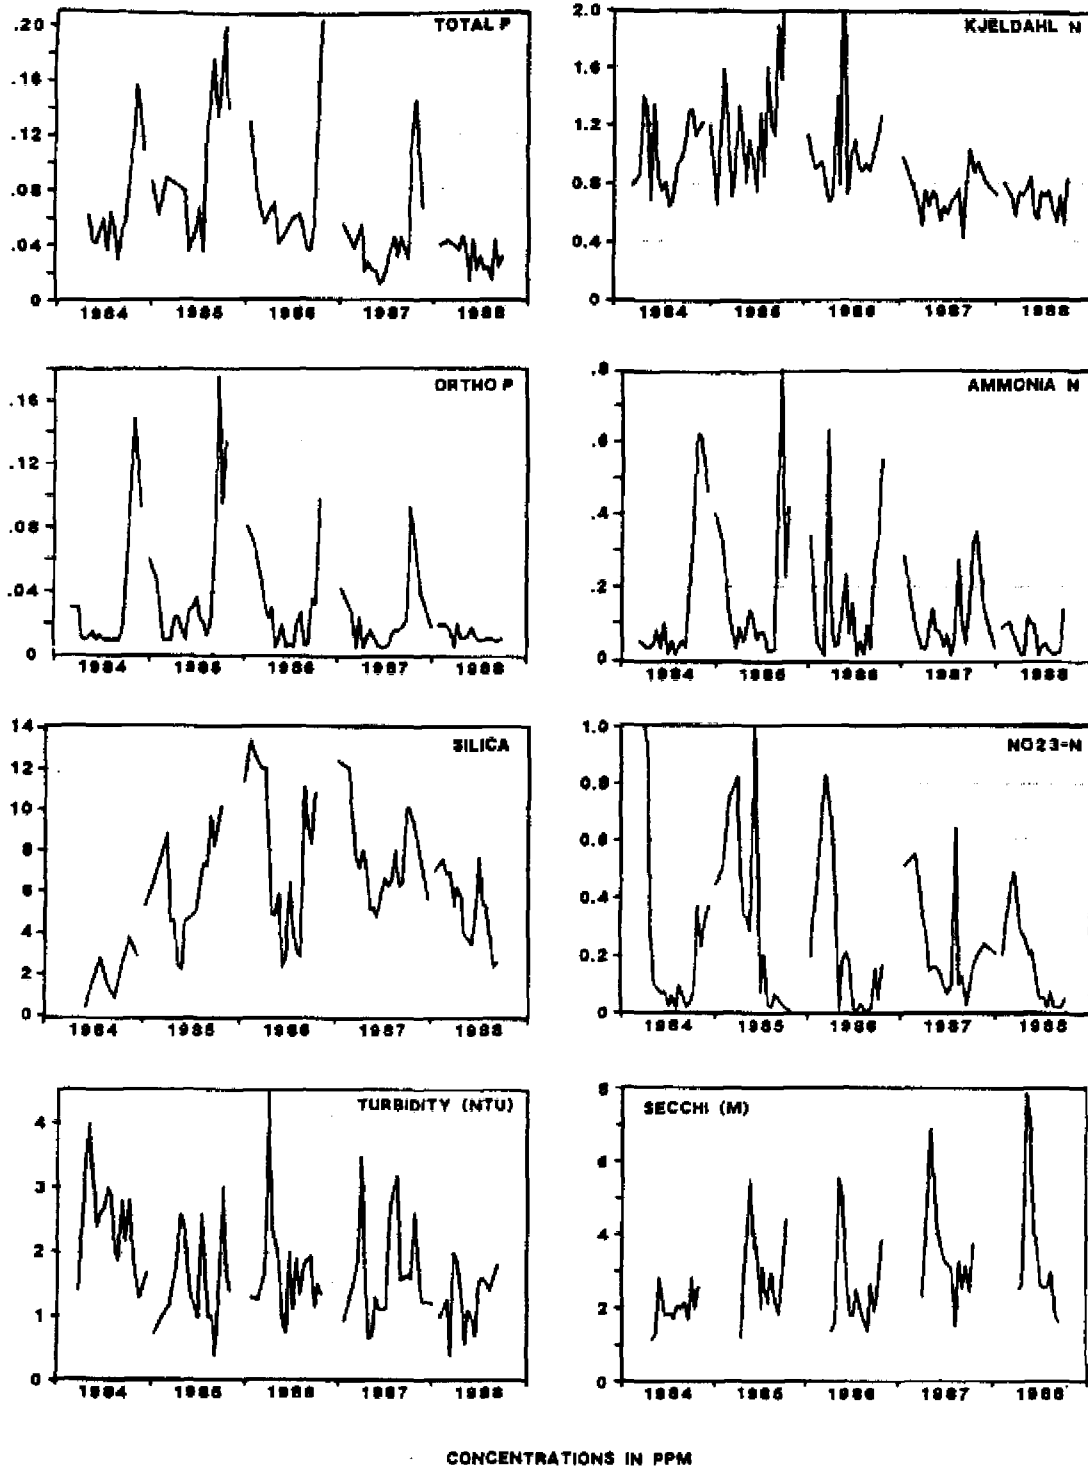 TOTAL P
.20
.16
.12
.08
.04
0
1984 1985 1986 1987 1988
KJELDAHL N
2.0
1.6
1.2
0.8
0.4
0
1984 1985 1986 1987 1988
ORTHO P
.16
.12
.08
.04
0
1984 1985 1986 1987 1988
AMMONIA N
.8
.6
.4
.2
0
1984 1985 1986 1987 1988
SILICA
14
12
10
8
6
4
2
0
1984 1985 1986 1987 1988
NO23-N
1.0
0.8
0.6
0.4
0.2
0
1984 1985 1986 1987 1988
TURBIDITY (NTU)
4
3
2
1
0
1984 1985 1986 1987 1988
SECCHI (M)
8
6
4
2
0
1984 1985 1986 1987 1988
CONCENTRATIONS IN PPM